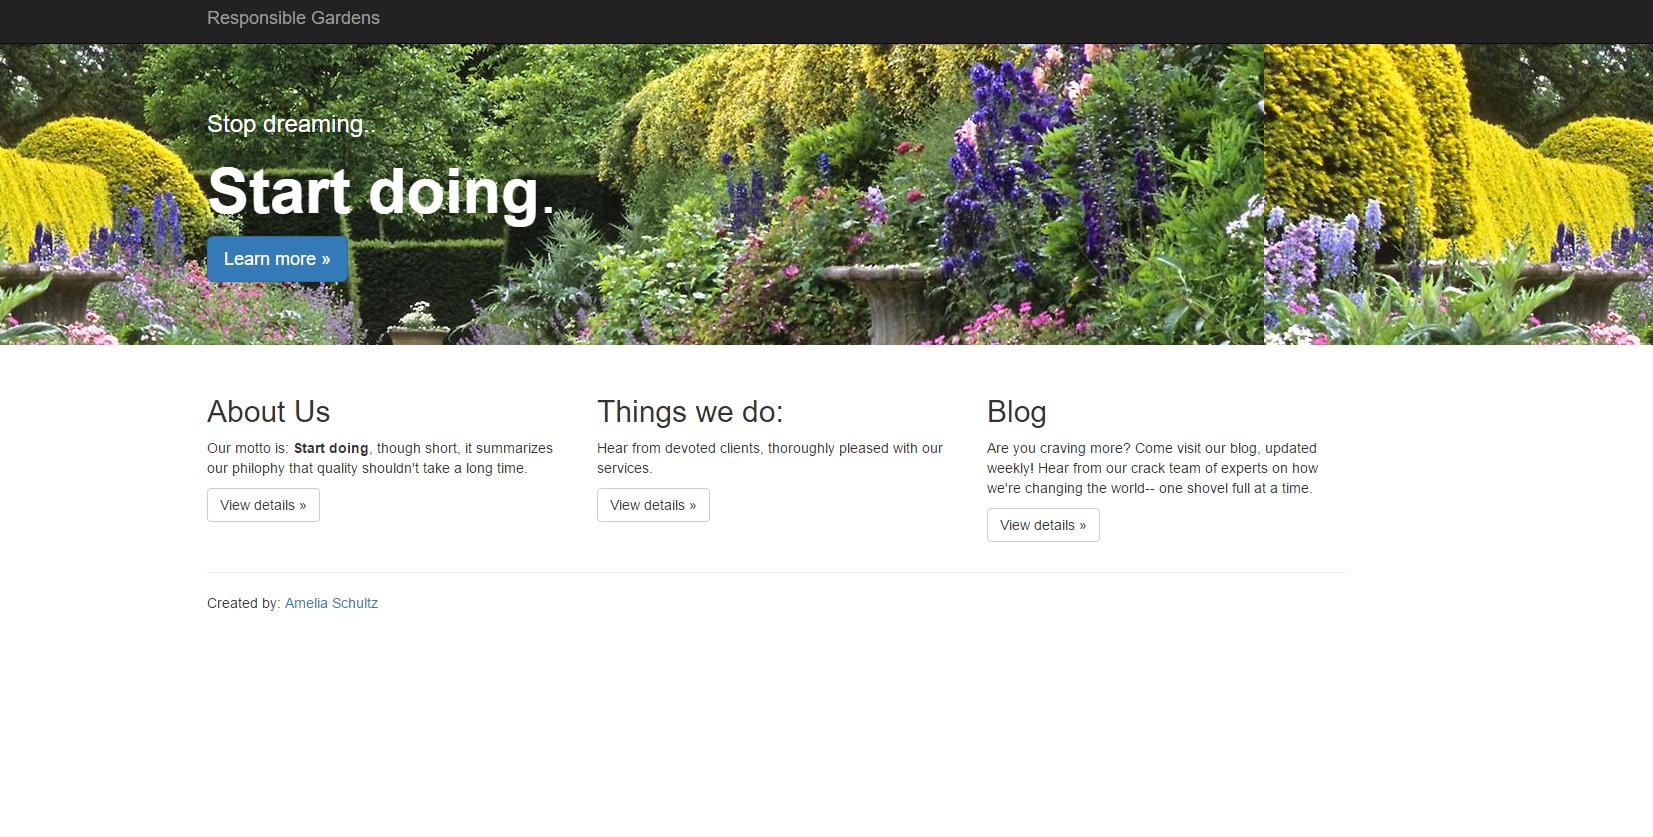 Responsible Gardens
Stop dreaming..
Start doing.
Learn more »
About Us
Our motto is: Start doing, though short, it summarizes
our philophy that quality shouldn't take a long time.
View details »
Things we do:
Hear from devoted clients, thoroughly pleased with our
services.
View details »
Blog
Are you craving more? Come visit our blog, updated
weekly! Hear from our crack team of experts on how
we're changing the world-- one shovel full at a time.
View details »
Created by: Amelia Schultz